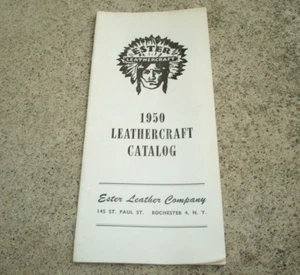 ESTER
LEATHERCRAFT
1950
LEATHERCRAFT
CATALOG
Ester Leather Company
145 ST. PAUL ST. ROCHESTER 4, N. Y.